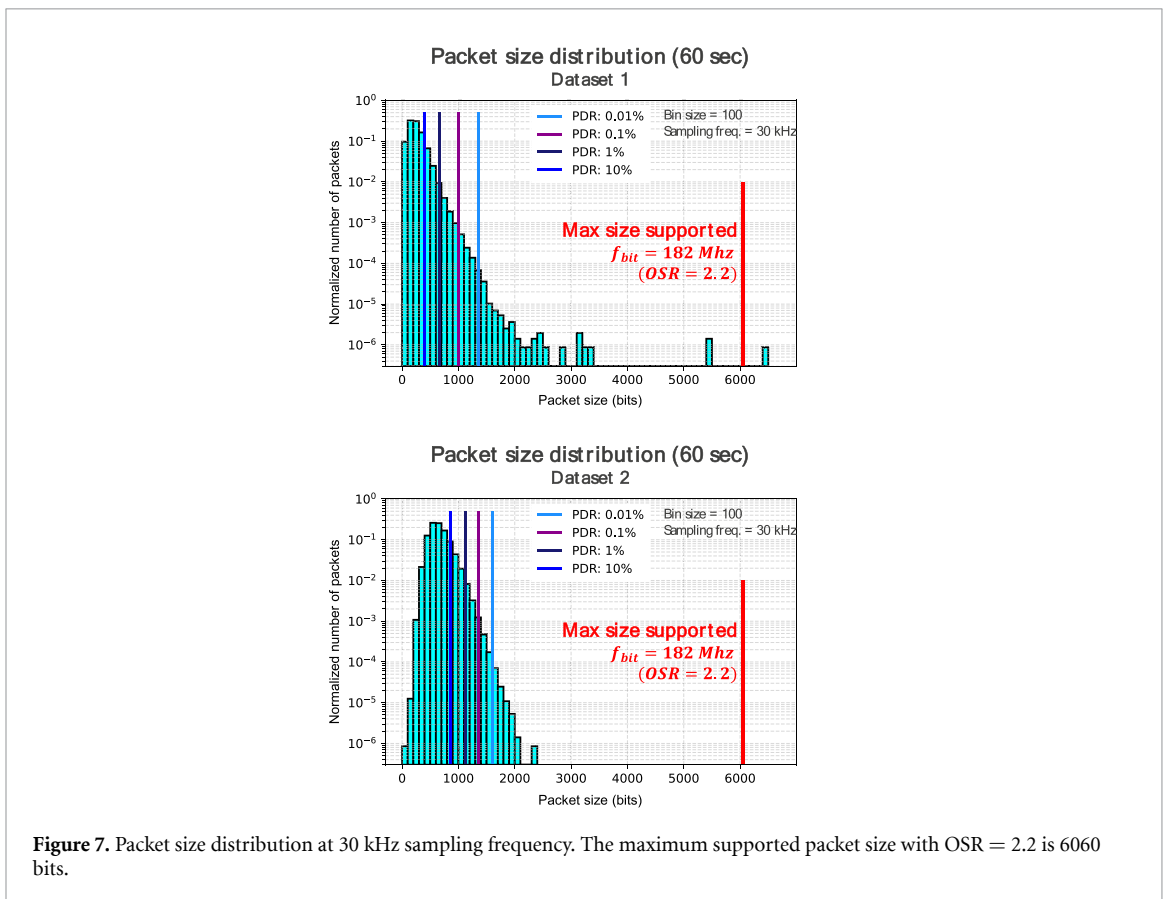 Packet size distribution (60 sec)
Dataset 1
Normalized number of packets
10⁰
10⁻¹
10⁻²
10⁻³
10⁻⁴
10⁻⁵
10⁻⁶
PDR: 0.01%
PDR: 0.1%
PDR: 1%
PDR: 10%
Bin size = 100
Sampling freq. = 30 kHz
Max size supported
f_bit = 182 Mhz
(OSR = 2.2)
0 1000 2000 3000 4000 5000 6000
Packet size (bits)
Packet size distribution (60 sec)
Dataset 2
Normalized number of packets
10⁰
10⁻¹
10⁻²
10⁻³
10⁻⁴
10⁻⁵
10⁻⁶
PDR: 0.01%
PDR: 0.1%
PDR: 1%
PDR: 10%
Bin size = 100
Sampling freq. = 30 kHz
Max size supported
f_bit = 182 Mhz
(OSR = 2.2)
0 1000 2000 3000 4000 5000 6000
Packet size (bits)
Figure 7. Packet size distribution at 30 kHz sampling frequency. The maximum supported packet size with OSR = 2.2 is 6060
bits.